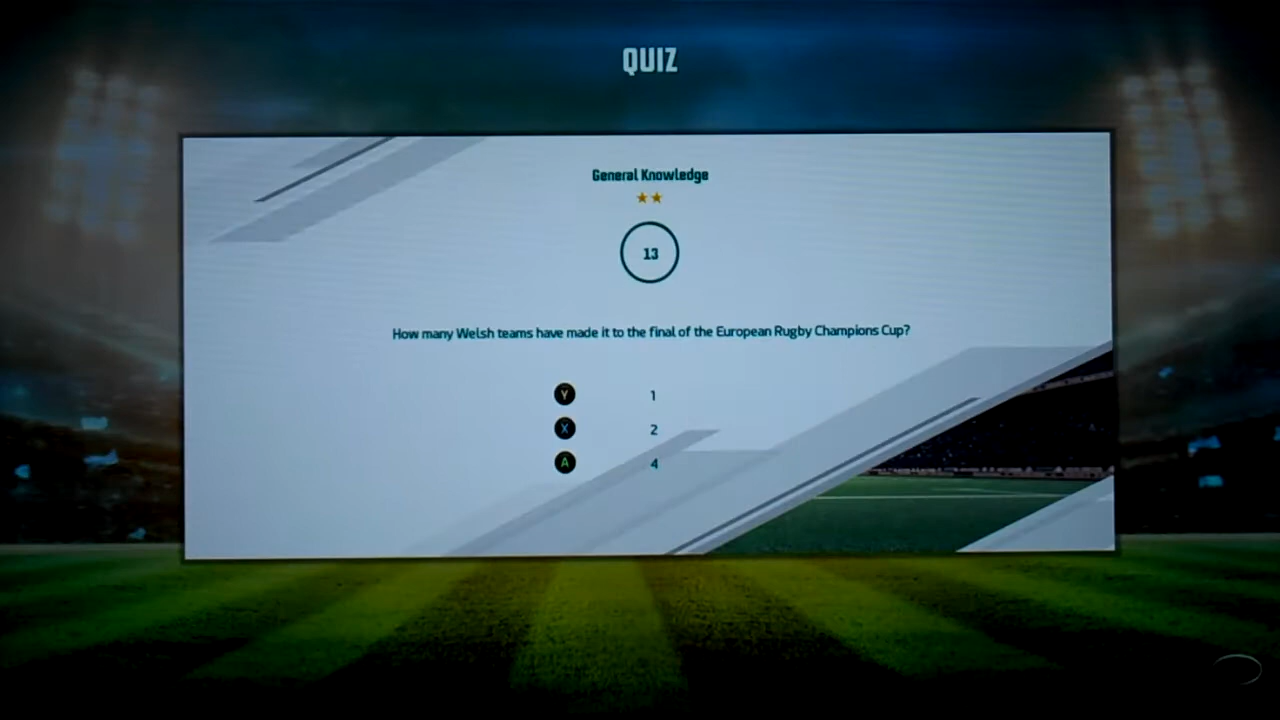 QUIZ
General Knowledge
13
How many Welsh teams have made it to the final of the European Rugby Champions Cup?
Y 1
X 2
A 4